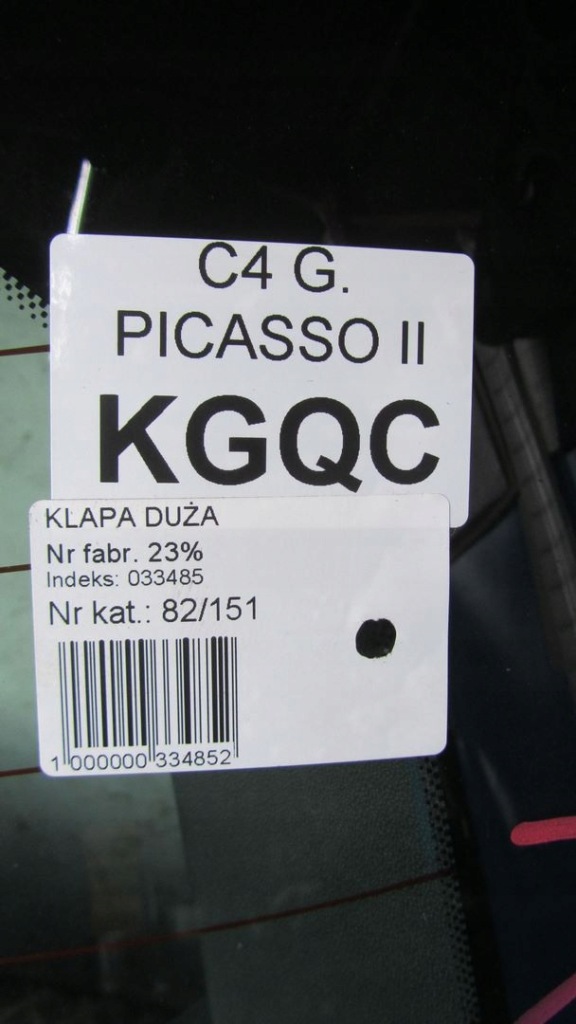 C4 G.
PICASSO II
KGQC
KLAPA DUŻA
Nr fabr. 23%
Indeks: 033485
Nr kat.: 82/151
1 000000 334852